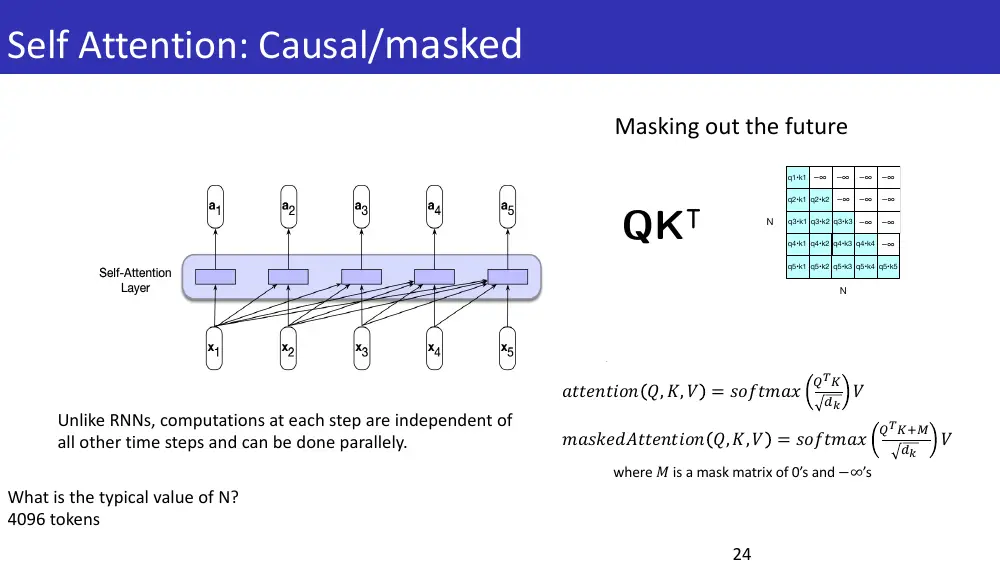 Self Attention: Causal/masked
Masking out the future
a1 a2 a3 a4 a5
Self-Attention
Layer
x1 x2 x3 x4 x5
QKᵀ
N
q1•k1 −∞ −∞ −∞ −∞
q2•k1 q2•k2 −∞ −∞ −∞
q3•k1 q3•k2 q3•k3 −∞ −∞
q4•k1 q4•k2 q4•k3 q4•k4 −∞
q5•k1 q5•k2 q5•k3 q5•k4 q5•k5
N
attention(Q, K, V) = softmax(QᵀK/√dₖ)V
maskedAttention(Q, K, V) = softmax(QᵀK+M/√dₖ)V
where M is a mask matrix of 0’s and −∞’s
Unlike RNNs, computations at each step are independent of
all other time steps and can be done parallely.
What is the typical value of N?
4096 tokens
24